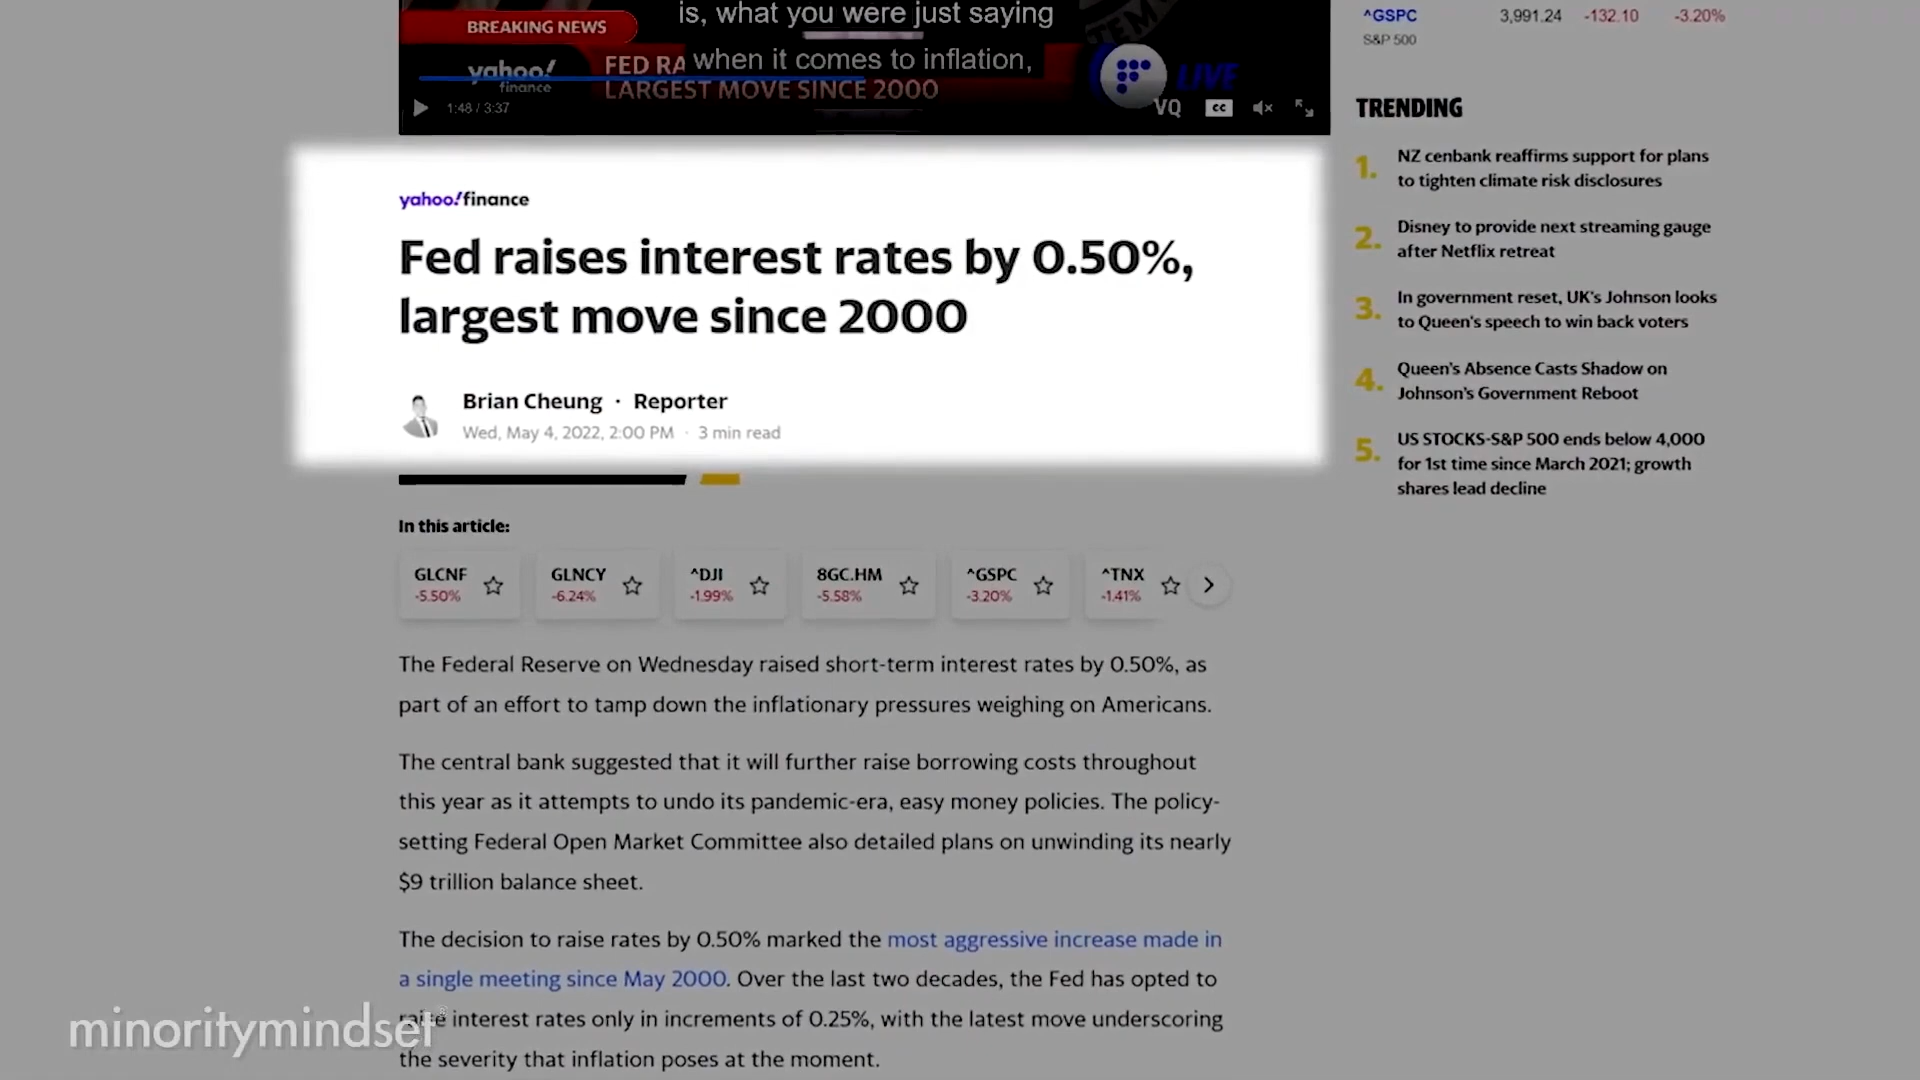 is, what you were just saying
when it comes to inflation,
BREAKING NEWS
yahoo!
finance
FED RA
LARGEST MOVE SINCE 2000
LIVE
1:48 / 3:37
VQ
CC
^GSPC 3,991.24 -132.10 -3.20%
S&P 500
yahoo!finance
Fed raises interest rates by 0.50%,
largest move since 2000
Brian Cheung · Reporter
Wed, May 4, 2022, 2:00 PM · 3 min read
In this article:
GLCNF
-5.50%
GLNCY
-6.24%
^DJI
-1.99%
8GC.HM
-5.58%
^GSPC
-3.20%
^TNX
-1.41%
The Federal Reserve on Wednesday raised short-term interest rates by 0.50%, as
part of an effort to tamp down the inflationary pressures weighing on Americans.
The central bank suggested that it will further raise borrowing costs throughout
this year as it attempts to undo its pandemic-era, easy money policies. The policy-
setting Federal Open Market Committee also detailed plans on unwinding its nearly
$9 trillion balance sheet.
The decision to raise rates by 0.50% marked the most aggressive increase made in
a single meeting since May 2000. Over the last two decades, the Fed has opted to
raise interest rates only in increments of 0.25%, with the latest move underscoring
the severity that inflation poses at the moment.
TRENDING
1. NZ cenbank reaffirms support for plans
to tighten climate risk disclosures
2. Disney to provide next streaming gauge
after Netflix retreat
3. In government reset, UK's Johnson looks
to Queen's speech to win back voters
4. Queen's Absence Casts Shadow on
Johnson's Government Reboot
5. US STOCKS-S&P 500 ends below 4,000
for 1st time since March 2021; growth
shares lead decline
minoritymindset